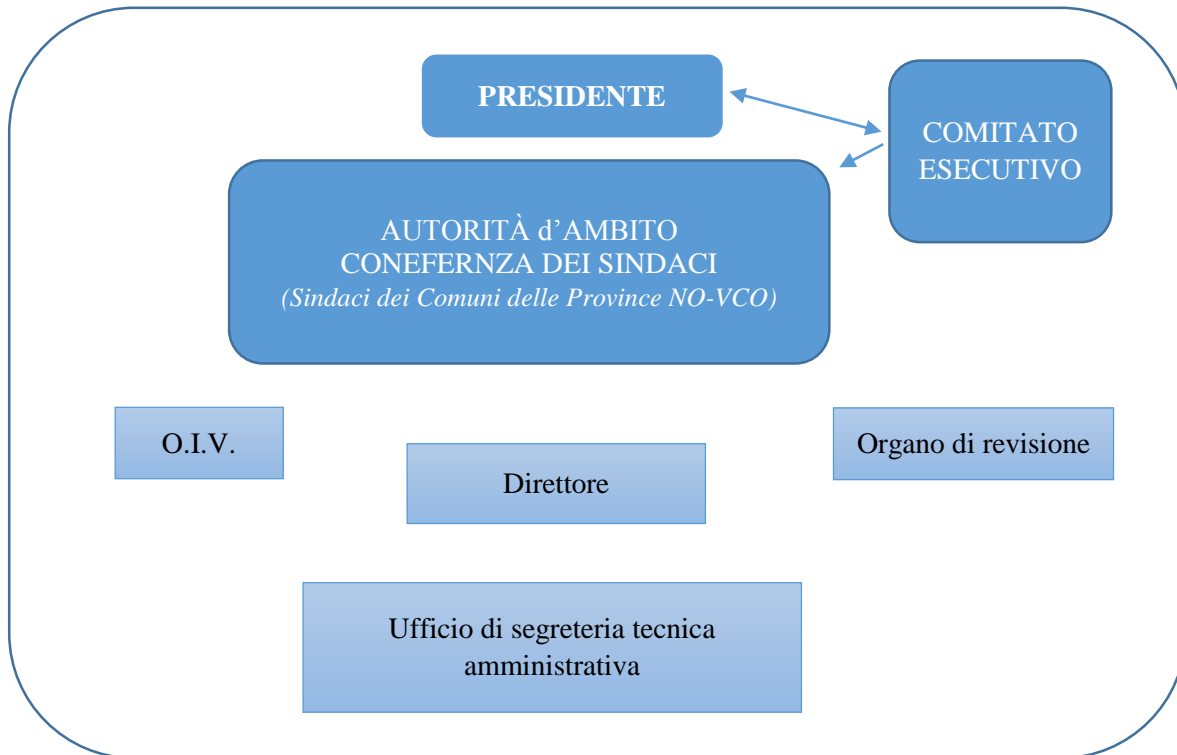 PRESIDENTE
COMITATO
ESECUTIVO
AUTORITÀ d’AMBITO
CONEFERNZA DEI SINDACI
(Sindaci dei Comuni delle Province NO-VCO)
O.I.V.
Direttore
Organo di revisione
Ufficio di segreteria tecnica
amministrativa